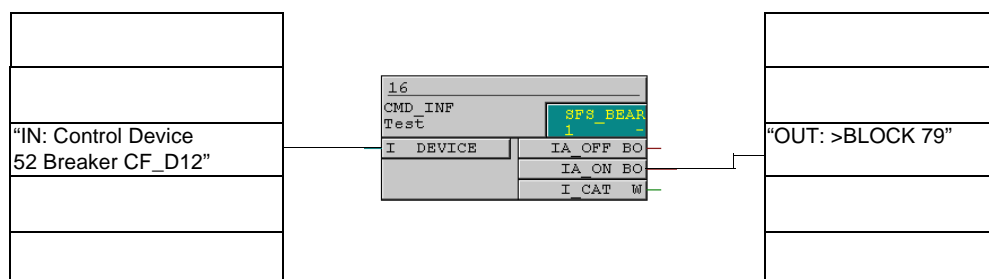 16
CMD_INF
Test
SFS_BEAR
1 -
“IN: Control Device
52 Breaker CF_D12”
I DEVICE
IA_OFF BO
IA_ON BO
I_CAT W
“OUT: >BLOCK 79”